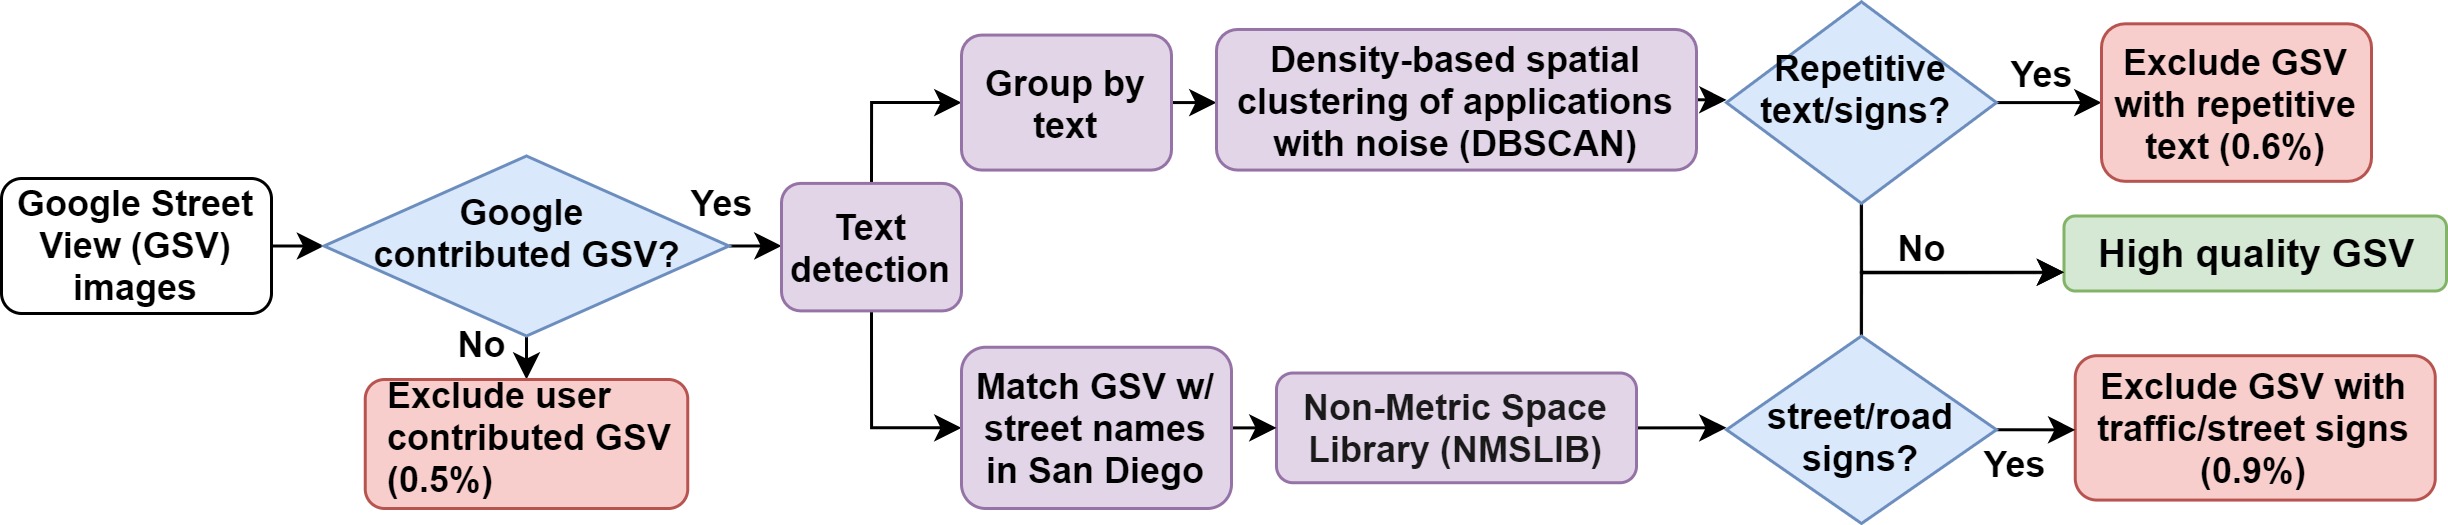 Google Street
View (GSV)
images
Google
contributed GSV?
Yes
No
Exclude user
contributed GSV
(0.5%)
Text
detection
Group by
text
Density-based spatial
clustering of applications
with noise (DBSCAN)
Repetitive
text/signs?
Yes
Exclude GSV
with repetitive
text (0.6%)
No
High quality GSV
Match GSV w/
street names
in San Diego
Non-Metric Space
Library (NMSLIB)
street/road
signs?
Yes
Exclude GSV with
traffic/street signs
(0.9%)